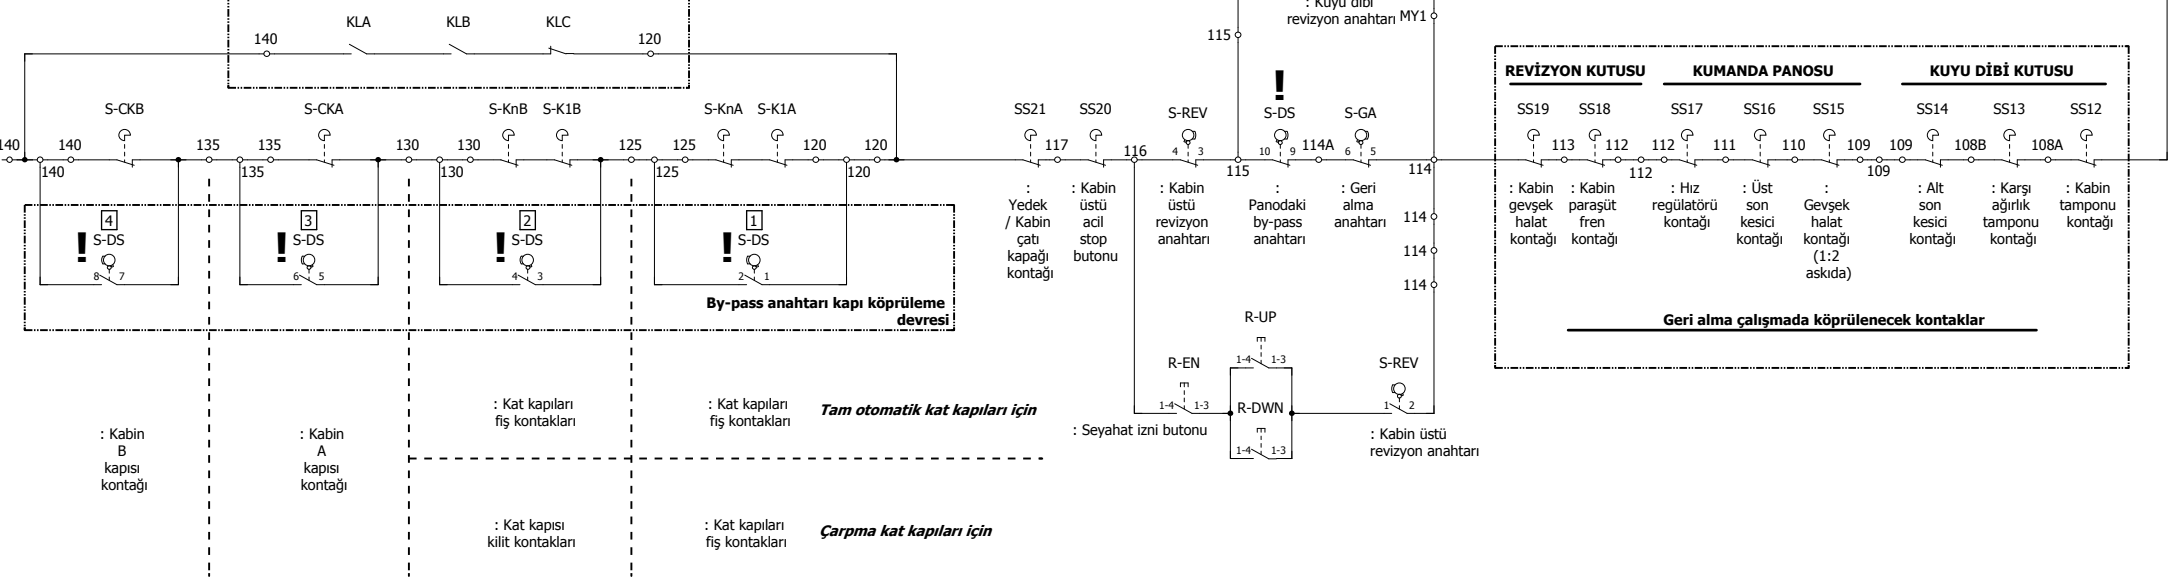 : Kuyu dibi
revizyon anahtarı
MY1
KLA
KLB
KLC
140
120
115
REVİZYON KUTUSU
KUMANDA PANOSU
KUYU DİBİ KUTUSU
S-CKB
S-CKA
S-KnB
S-K1B
S-KnA
S-K1A
SS21
SS20
S-REV
!
S-DS
S-GA
SS19
SS18
SS17
SS16
SS15
SS14
SS13
SS12
140
140
135
135
130
130
125
125
120
120
117
116
4 3
10 9
114A
6 5
113
112
112
111
110
109
109
108B
108A
140
135
130
125
120
115
114
112
109
: Yedek / Kabin çatı kapağı kontağı
: Kabin üstü acil stop butonu
: Kabin üstü revizyon anahtarı
: Panodaki by-pass anahtarı
: Geri alma anahtarı
114
114
114
: Kabin gevşek halat kontağı
: Kabin paraşüt fren kontağı
: Hız regülatörü kontağı
: Üst son kesici kontağı
: Gevşek halat kontağı (1:2 askıda)
: Alt son kesici kontağı
: Karşı ağırlık tamponu kontağı
: Kabin tamponu kontağı
4
! S-DS
8 7
3
! S-DS
6 5
2
! S-DS
4 3
1
! S-DS
2 1
By-pass anahtarı kapı köprüleme
devresi
Geri alma çalışmada köprülenecek kontaklar
R-UP
1-4 1-3
R-EN
1-4 1-3
R-DWN
1-4 1-3
S-REV
1 2
: Seyahat izni butonu
: Kabin üstü
revizyon anahtarı
: Kabin
B
kapısı
kontağı
: Kabin
A
kapısı
kontağı
: Kat kapıları
fiş kontakları
: Kat kapıları
fiş kontakları
Tam otomatik kat kapıları için
: Kat kapısı
kilit kontakları
: Kat kapıları
fiş kontakları
Çarpma kat kapıları için